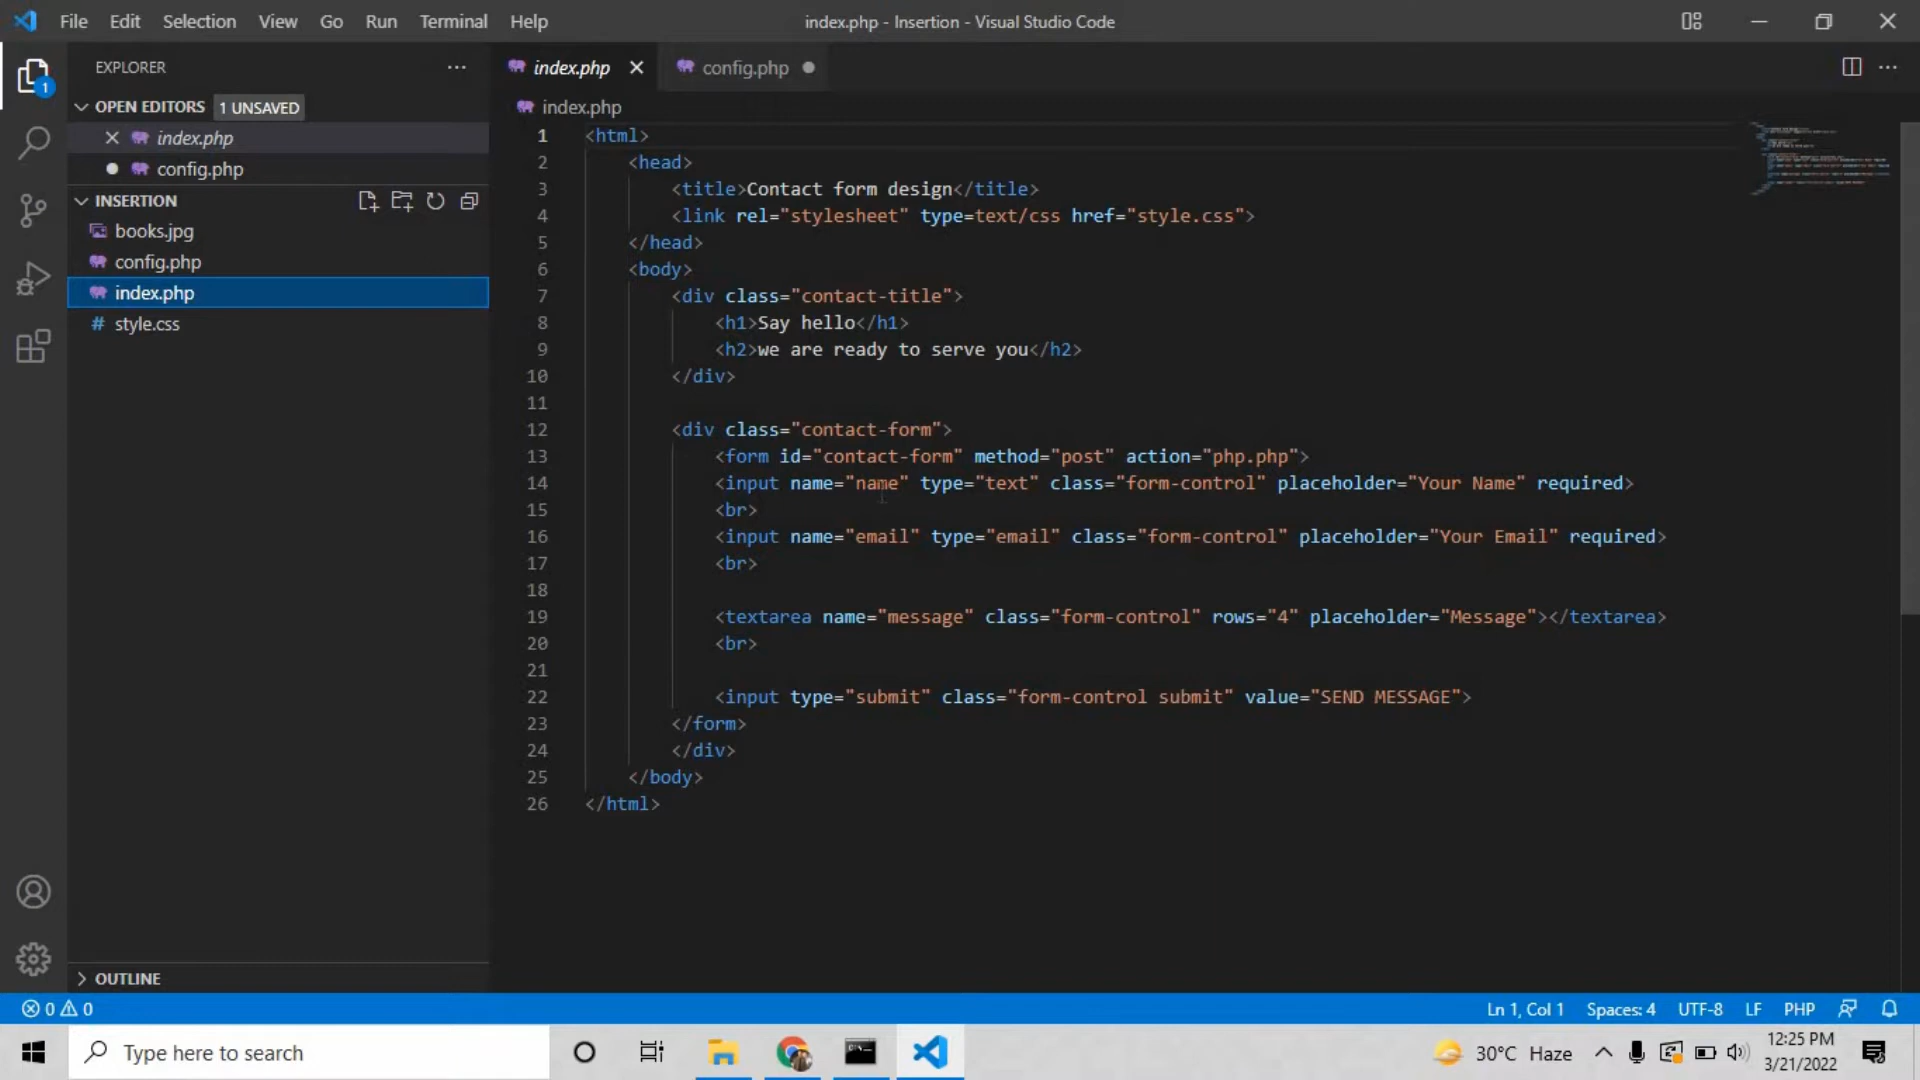 File Edit Selection View Go Run Terminal Help
index.php - Insertion - Visual Studio Code
EXPLORER
OPEN EDITORS 1 UNSAVED
index.php
config.php
INSERTION
books.jpg
config.php
index.php
style.css
OUTLINE
index.php config.php
index.php
1 <html>
2 <head>
3 <title>Contact form design</title>
4 <link rel="stylesheet" type=text/css href="style.css">
5 </head>
6 <body>
7 <div class="contact-title">
8 <h1>Say hello</h1>
9 <h2>we are ready to serve you</h2>
10 </div>
11
12 <div class="contact-form">
13 <form id="contact-form" method="post" action="php.php">
14 <input name="name" type="text" class="form-control" placeholder="Your Name" required>
15 <br>
16 <input name="email" type="email" class="form-control" placeholder="Your Email" required>
17 <br>
18
19 <textarea name="message" class="form-control" rows="4" placeholder="Message"></textarea>
20 <br>
21
22 <input type="submit" class="form-control submit" value="SEND MESSAGE">
23 </form>
24 </div>
25 </body>
26 </html>
0 0
Ln 1, Col 1 Spaces: 4 UTF-8 LF PHP
Type here to search
30°C Haze
12:25 PM
3/21/2022